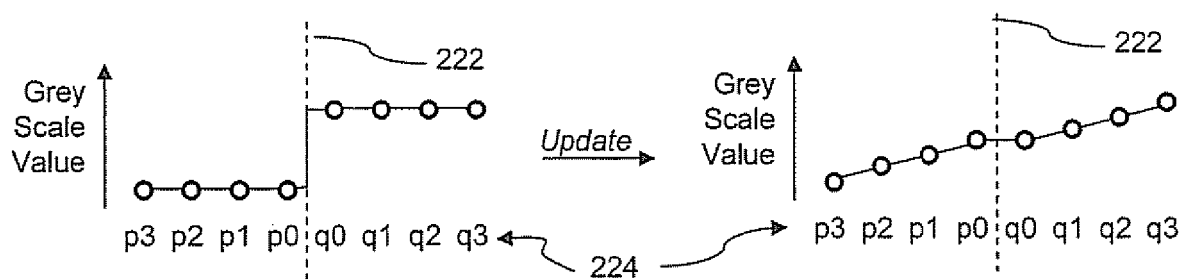 222
Grey
Scale
Value
p3 p2 p1 p0 q0 q1 q2 q3
Update
222
Grey
Scale
Value
p3 p2 p1 p0 q0 q1 q2 q3
224